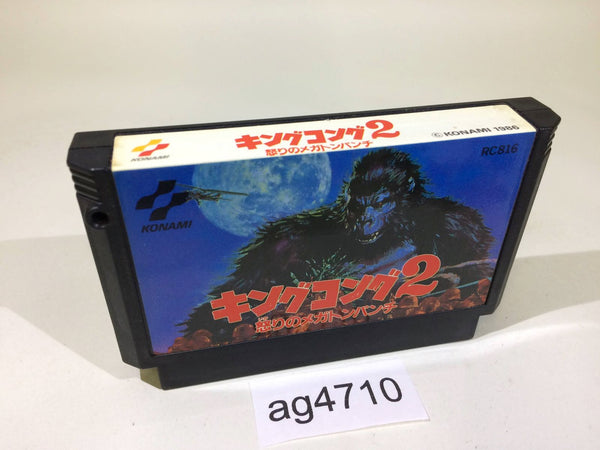 KONAMI
キングコング2
怒りのメガトンパンチ
© KONAMI 1986
RC816
KONAMI
キングコング2
怒りのメガトンパンチ
ag4710